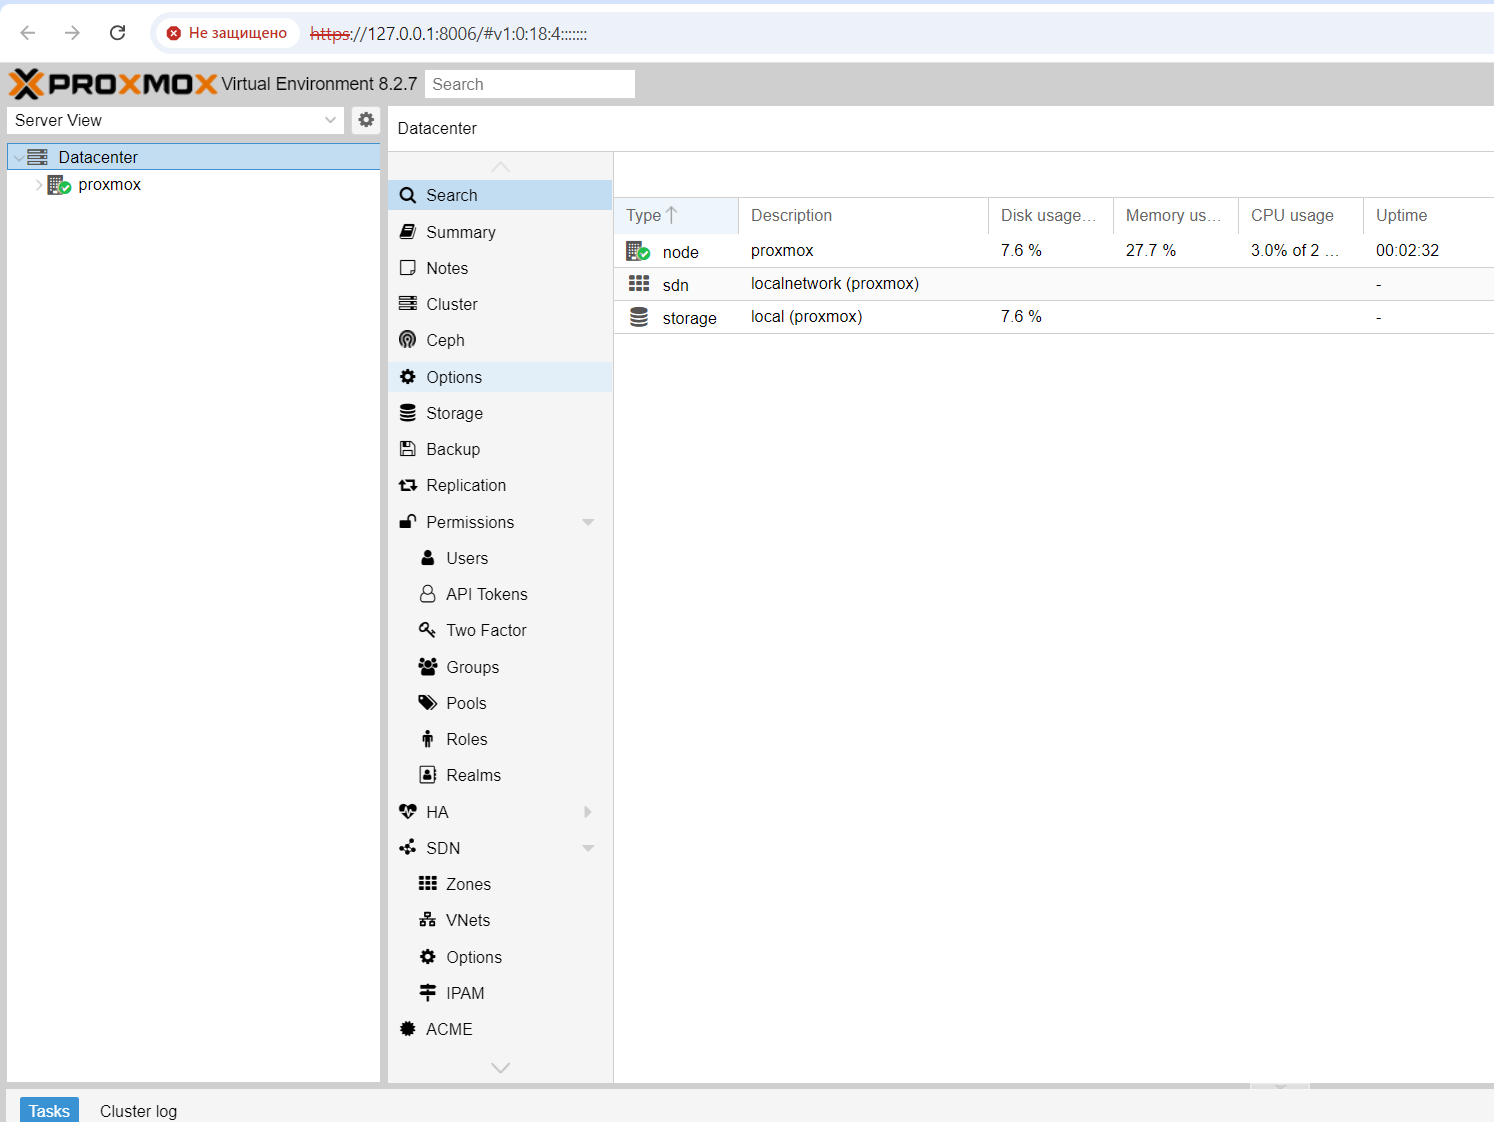 Не защищено https://127.0.0.1:8006/#v1:0:18:4:::::::
PROXMOX Virtual Environment 8.2.7 Search
Server View
Datacenter
proxmox
Datacenter
Search
Summary
Notes
Cluster
Ceph
Options
Storage
Backup
Replication
Permissions
Users
API Tokens
Two Factor
Groups
Pools
Roles
Realms
HA
SDN
Zones
VNets
Options
IPAM
ACME
Type Description Disk usage... Memory us... CPU usage Uptime
node proxmox 7.6 % 27.7 % 3.0% of 2 ... 00:02:32
sdn localnetwork (proxmox) -
storage local (proxmox) 7.6 % -
Tasks Cluster log